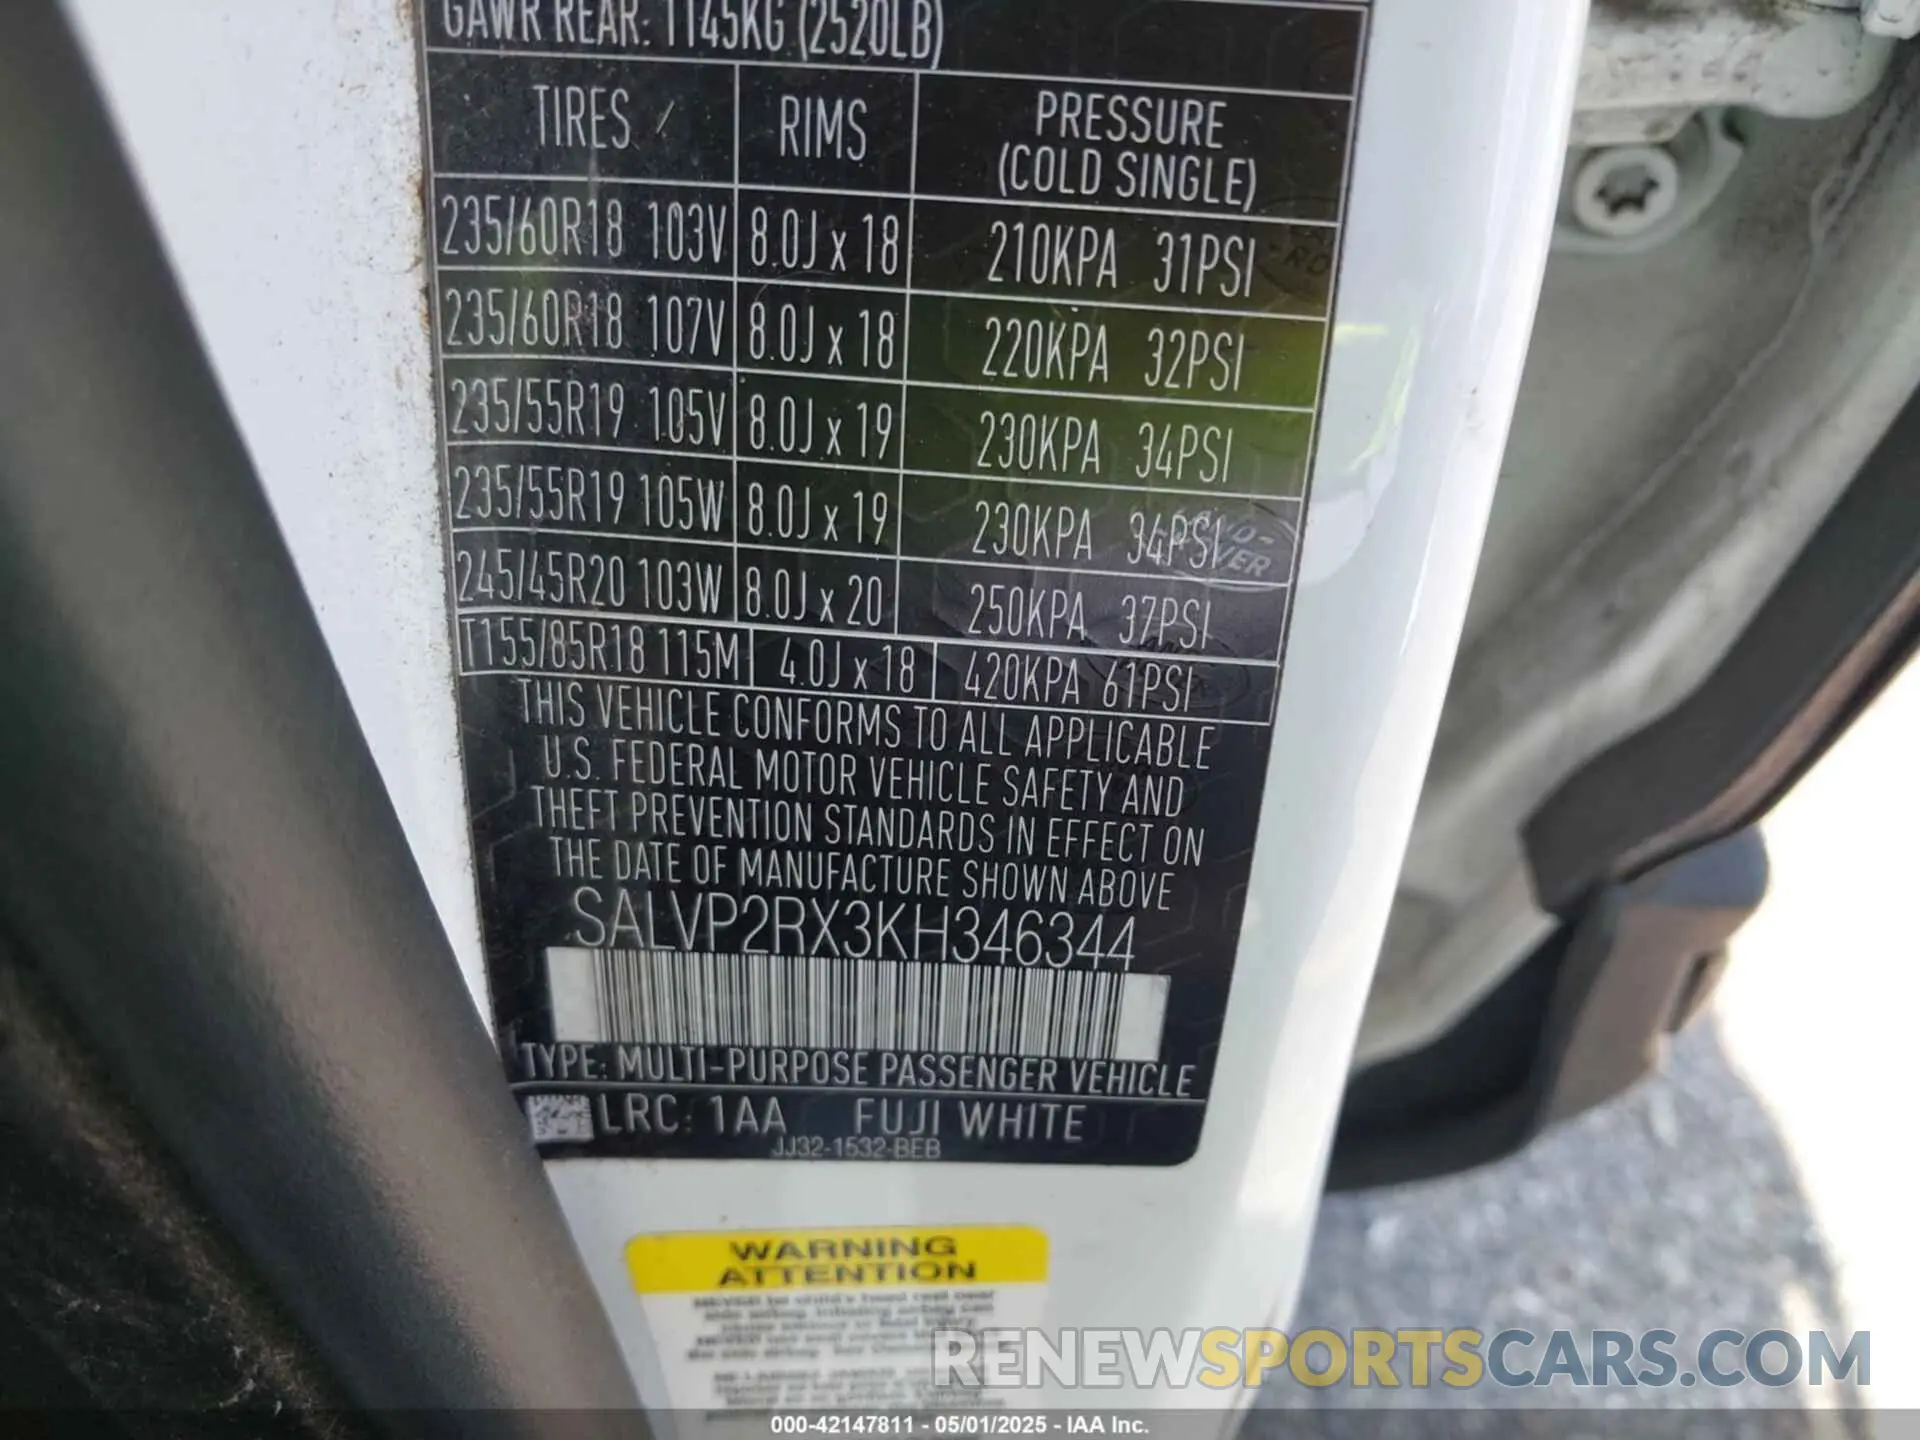 GAWR REAR: 1145KG (2520LB)
TIRES RIMS PRESSURE (COLD SINGLE)
235/60R18 103V 8.0J x 18 210KPA 31PSI
235/60R18 107V 8.0J x 18 220KPA 32PSI
235/55R19 105V 8.0J x 19 230KPA 34PSI
235/55R19 105W 8.0J x 19 230KPA 34PSI
245/45R20 103W 8.0J x 20 250KPA 37PSI
T155/85R18 115M 4.0J x 18 420KPA 61PSI
THIS VEHICLE CONFORMS TO ALL APPLICABLE
U.S. FEDERAL MOTOR VEHICLE SAFETY AND
THEFT PREVENTION STANDARDS IN EFFECT ON
THE DATE OF MANUFACTURE SHOWN ABOVE
SALVP2RX3KH346344
TYPE: MULTI-PURPOSE PASSENGER VEHICLE
LRC: 1AA FUJI WHITE
JJ32-1532-BEB
WARNING
ATTENTION
NEVER
RENEWSPORTSCARS.COM
000-42147811 - 05/01/2025 - IAA Inc.